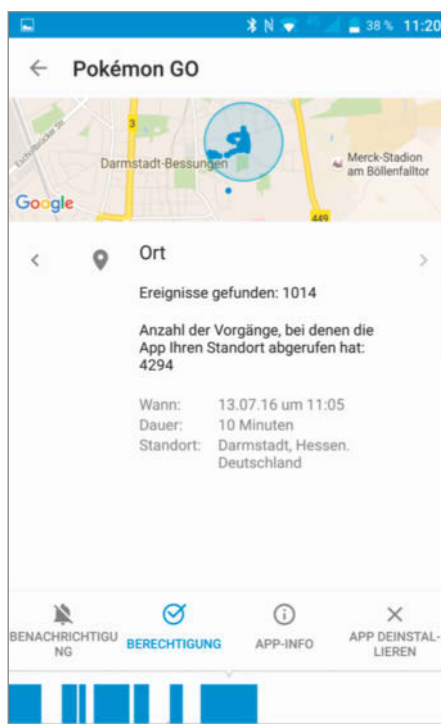 38 % 11:20
Pokémon GO
3
Darmstadt-Bessungen
Merck-Stadion
am Böllenfalltor
Google
449
Ort
Ereignisse gefunden: 1014
Anzahl der Vorgänge, bei denen die
App Ihren Standort abgerufen hat:
4294
Wann: 13.07.16 um 11:05
Dauer: 10 Minuten
Standort: Darmstadt, Hessen.
Deutschland
BENACHRICHTIGU
NG
BERECHTIGUNG
APP-INFO
APP DEINSTAL-
LIEREN